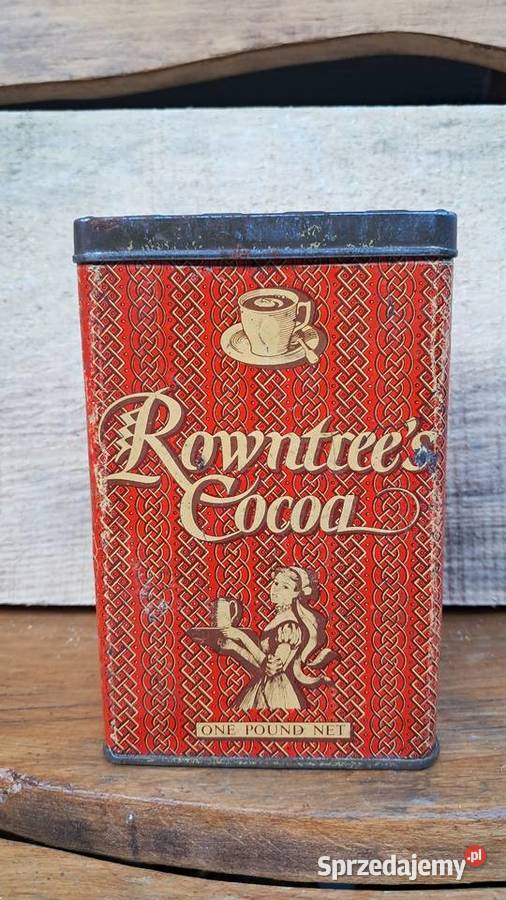 Rowntree's
Cocoa
ONE POUND NET
Sprzedajemy.pl